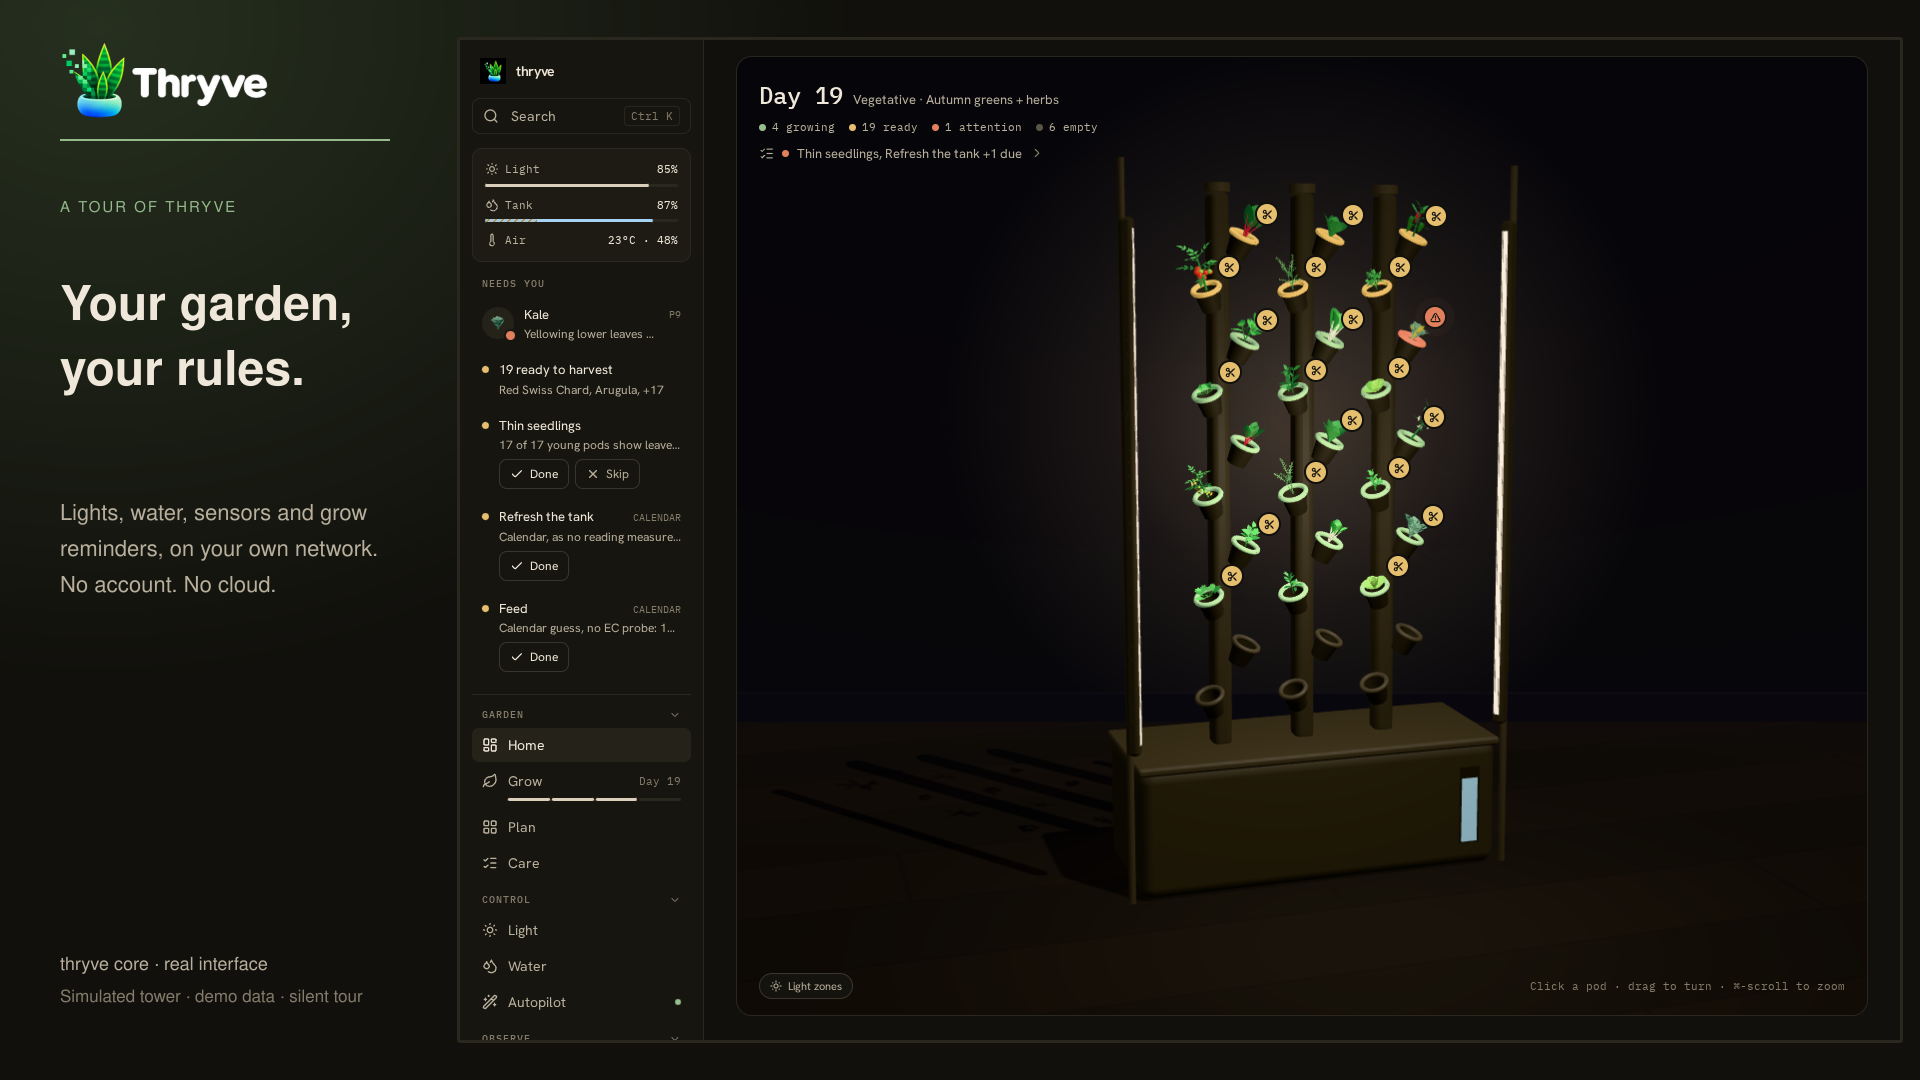 Thryve
A TOUR OF THRYVE
Your garden,
your rules.
Lights, water, sensors and grow
reminders, on your own network.
No account. No cloud.
thryve core · real interface
Simulated tower · demo data · silent tour
thryve
Search Ctrl K
Light 85%
Tank 87%
Air 23°C · 48%
NEEDS YOU
Kale P9
Yellowing lower leaves ...
19 ready to harvest
Red Swiss Chard, Arugula, +17
Thin seedlings
17 of 17 young pods show leave...
Done Skip
Refresh the tank CALENDAR
Calendar, as no reading measure...
Done
Feed CALENDAR
Calendar guess, no EC probe: 1...
Done
GARDEN
Home
Grow Day 19
Plan
Care
CONTROL
Light
Water
Autopilot
OBSERVE
Day 19 Vegetative · Autumn greens + herbs
4 growing 19 ready 1 attention 6 empty
Thin seedlings, Refresh the tank +1 due
Light zones
Click a pod · drag to turn · ⌘-scroll to zoom